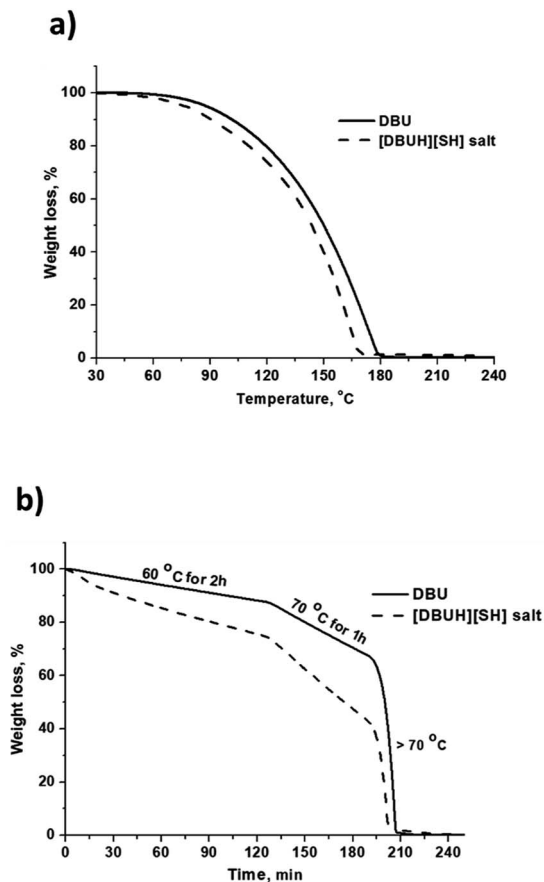 a)
100
80
60
40
20
0
Weight loss, %
DBU
[DBUH][SH] salt
30 60 90 120 150 180 210 240
Temperature, °C
b)
100
80
60
40
20
0
Weight loss, %
60 °C for 2h
70 °C for 1h
> 70 °C
DBU
[DBUH][SH] salt
0 30 60 90 120 150 180 210 240
Time, min